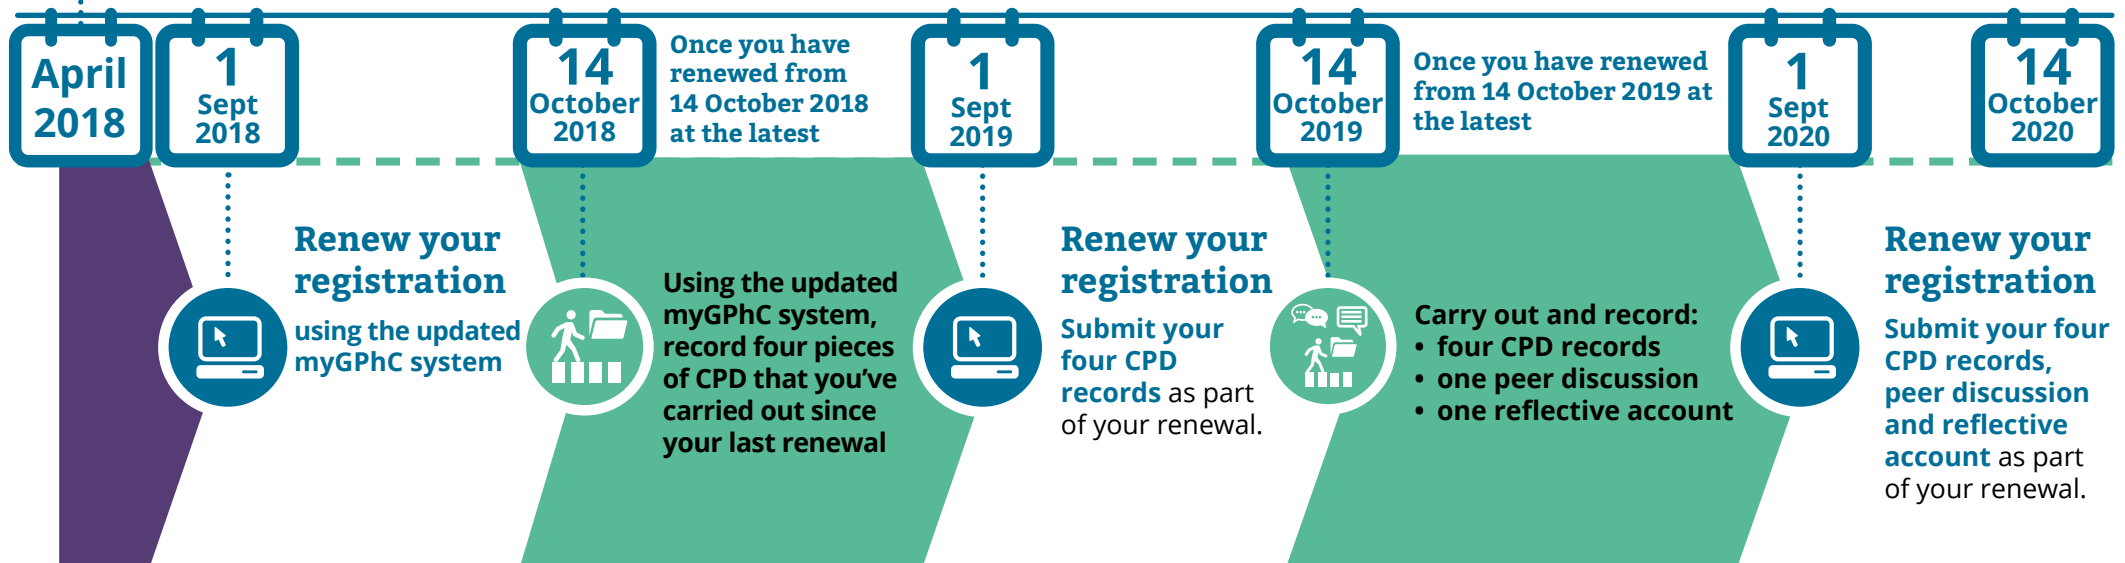 April
2018
1
Sept
2018
14
October
2018
Once you have
renewed from
14 October 2018
at the latest
1
Sept
2019
14
October
2019
Once you have renewed
from 14 October 2019 at
the latest
1
Sept
2020
14
October
2020
Renew your
registration
using the updated
myGPhC system
Using the updated
myGPhC system,
record four pieces
of CPD that you’ve
carried out since
your last renewal
Renew your
registration
Submit your
four CPD
records as part
of your renewal.
Carry out and record:
• four CPD records
• one peer discussion
• one reflective account
Renew your
registration
Submit your four
CPD records,
peer discussion
and reflective
account as part
of your renewal.